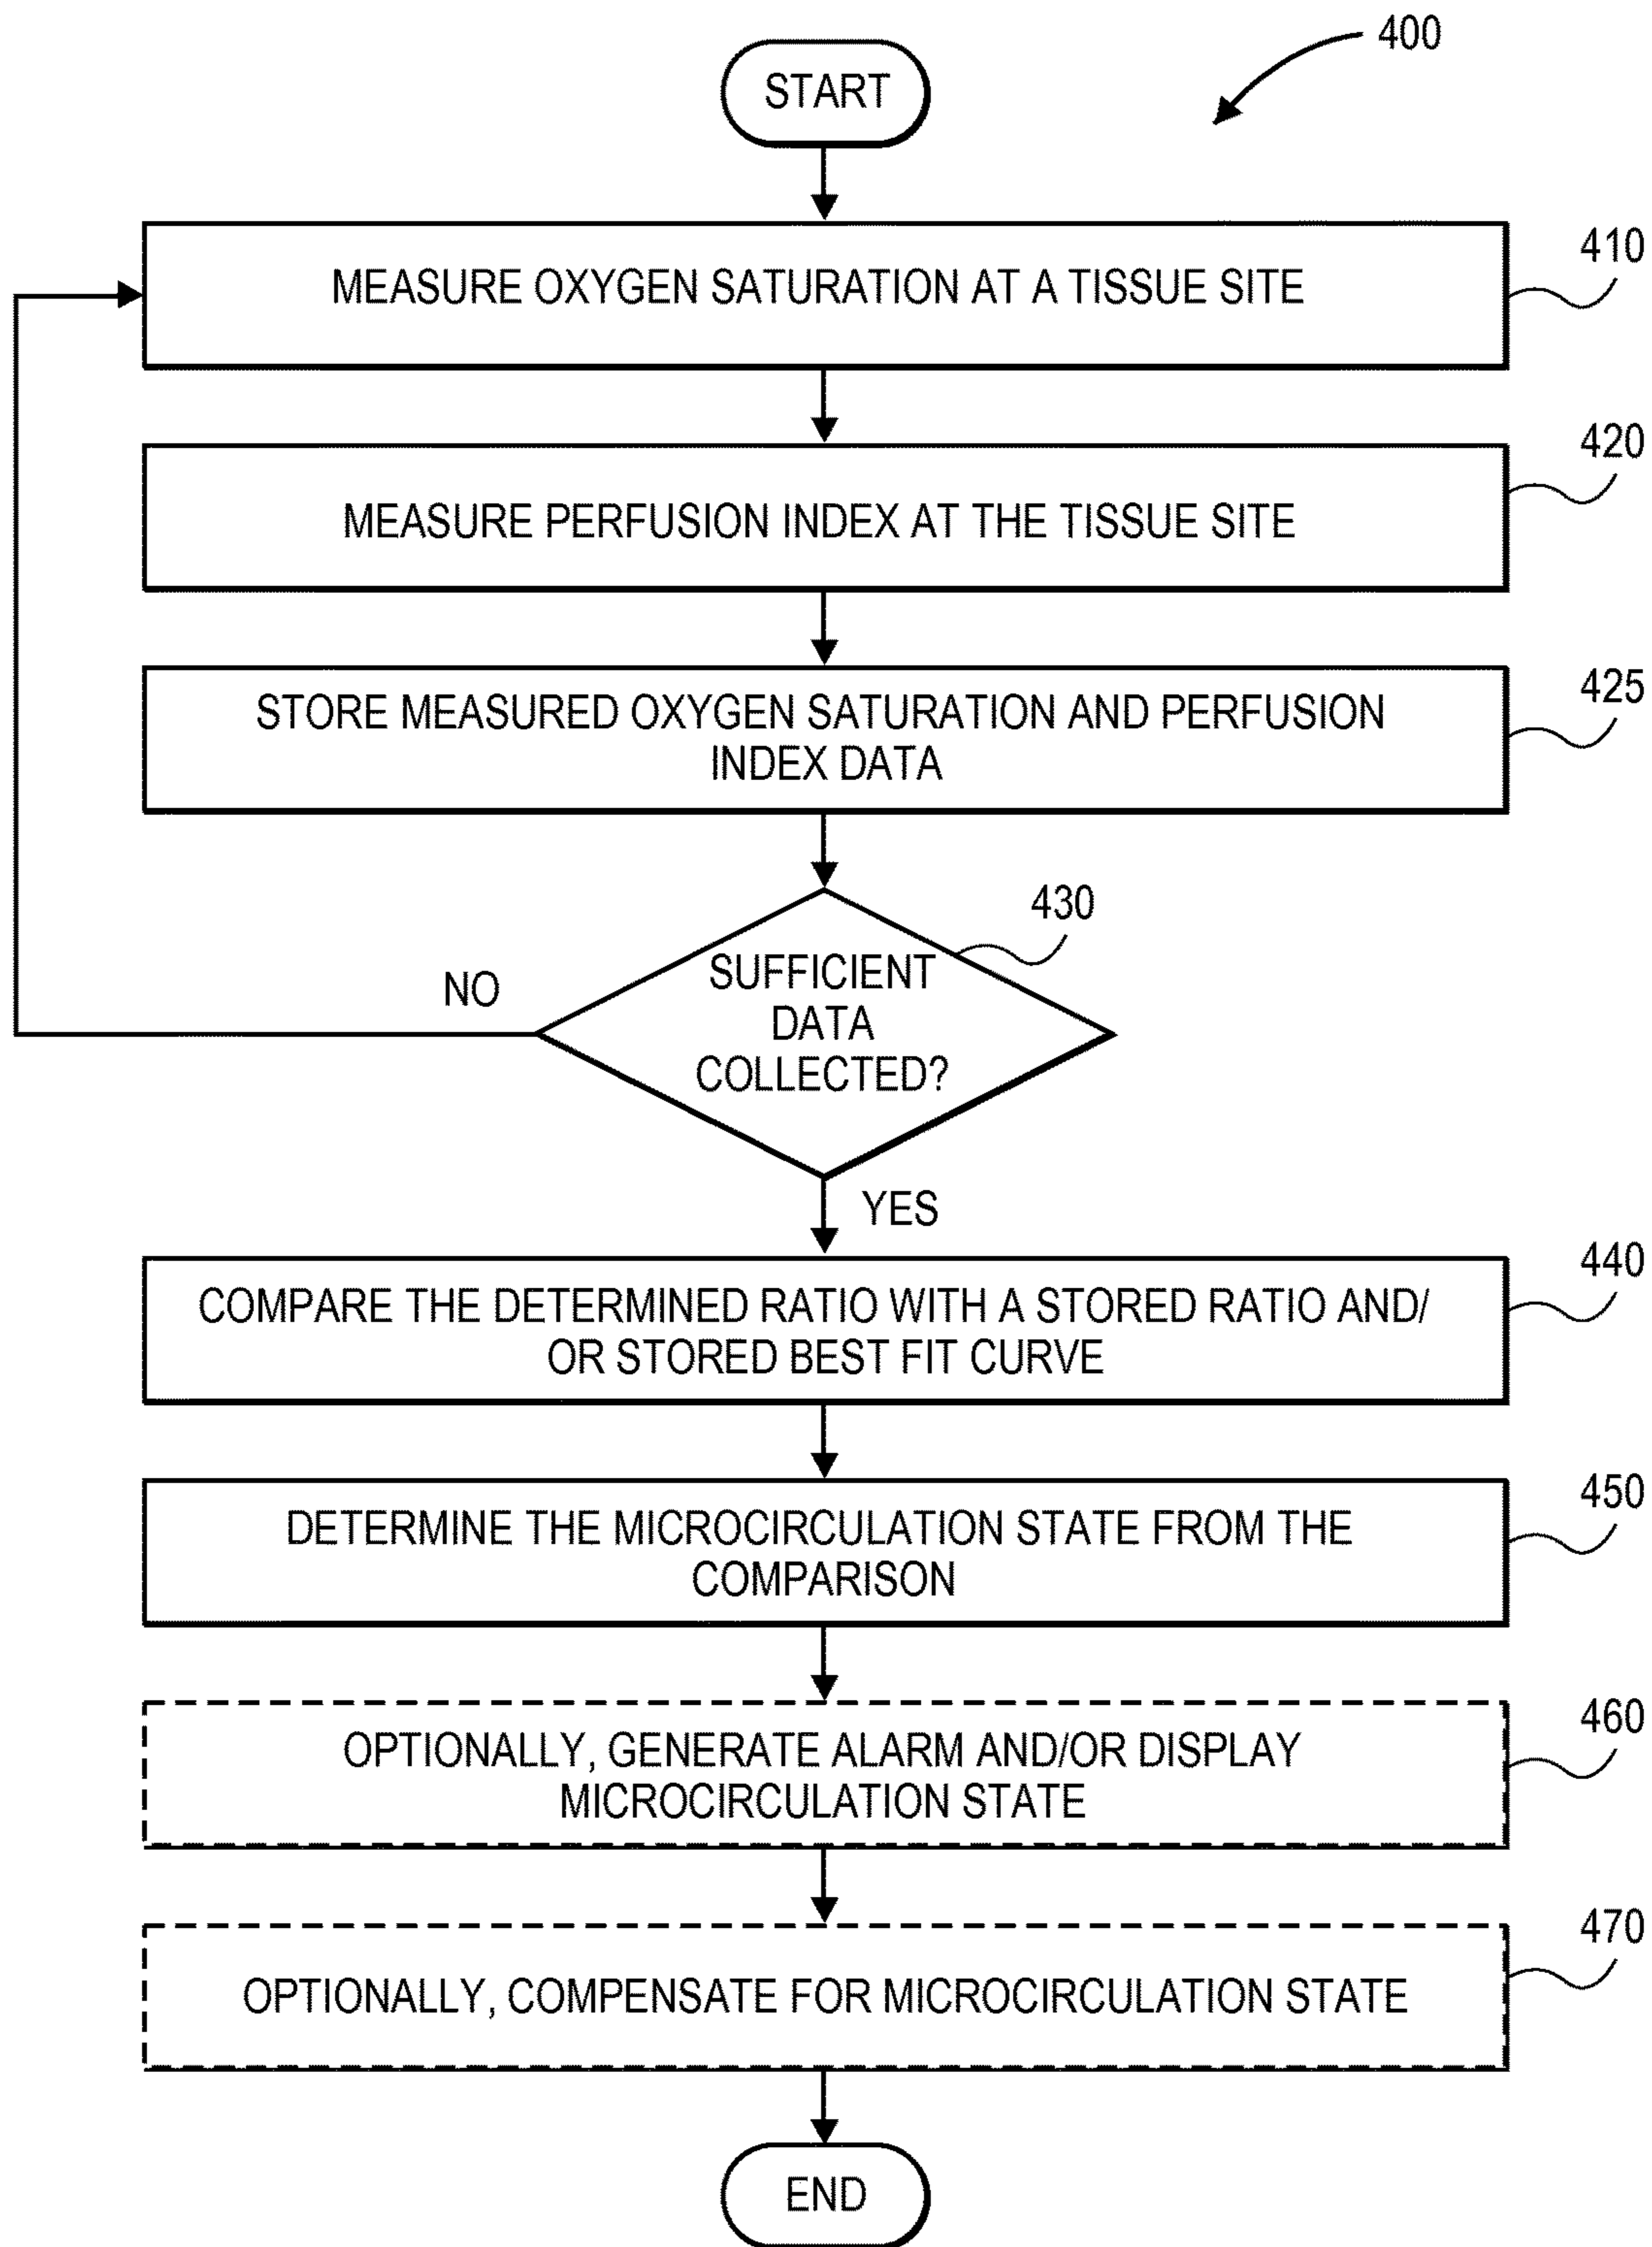 400
START
MEASURE OXYGEN SATURATION AT A TISSUE SITE
410
MEASURE PERFUSION INDEX AT THE TISSUE SITE
420
STORE MEASURED OXYGEN SATURATION AND PERFUSION
INDEX DATA
425
SUFFICIENT
DATA
COLLECTED?
430
NO
YES
COMPARE THE DETERMINED RATIO WITH A STORED RATIO AND/
OR STORED BEST FIT CURVE
440
DETERMINE THE MICROCIRCULATION STATE FROM THE
COMPARISON
450
OPTIONALLY, GENERATE ALARM AND/OR DISPLAY
MICROCIRCULATION STATE
460
OPTIONALLY, COMPENSATE FOR MICROCIRCULATION STATE
470
END